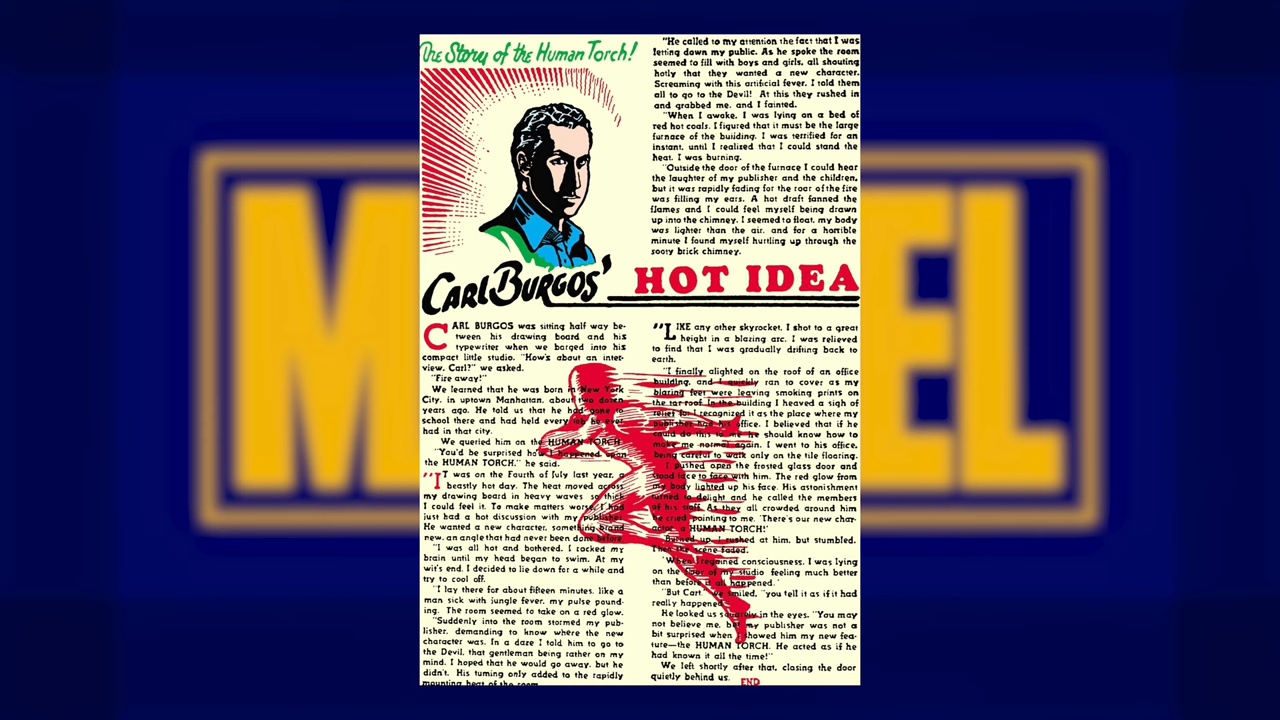 The Story of the Human Torch!
CARL BURGOS'
HOT IDEA
CARL BURGOS was sitting half way be-
tween his drawing board and his
typewriter when we barged into his
compact little studio. "How's about an inter-
view, Carl?" we asked.
"Fire away!"
We learned that he was born in New York
City, in uptown Manhattan, about two dozen
years ago. He told us that he had gone to
school there and had held every job he ever
had in that city.
We queried him on the HUMAN TORCH.
"You'd be surprised how I happened upon
the HUMAN TORCH," he said.
"IT was on the Fourth of July last year, a
beastly hot day. The heat moved across
my drawing board in heavy waves so thick
I could feel it. To make matters worse, I had
just had a hot discussion with my publisher.
He wanted a new character, something brand
new, an angle that had never been done before.
"I was all hot and bothered. I racked my
brain until my head began to swim. At my
wit's end, I decided to lie down for a while and
try to cool off.
"I lay there for about fifteen minutes, like a
man sick with jungle fever, my pulse pound-
ing. The room seemed to take on a red glow.
"Suddenly into the room stormed my pub-
lisher, demanding to know where the new
character was. In a daze I told him to go to
the Devil, that gentleman being rather on my
mind. I hoped that he would go away, but he
didn't. His turning only added to the rapidly
mounting heat of the room.
"He called to my attention the fact that I was
letting down my public. As he spoke the room
seemed to fill with boys and girls, all shouting
hotly that they wanted a new character.
Screaming with this artificial fever, I told them
all to go to the Devil! At this they rushed in
and grabbed me, and I fainted.
"When I awoke, I was lying on a bed of
red hot coals. I figured that it must be the large
furnace of the building. I was terrified for an
instant, until I realized that I could stand the
heat. I was burning.
"Outside the door of the furnace I could hear
the laughter of my publisher and the children,
but it was rapidly fading for the roar of the fire
was filling my ears. A hot draft fanned the
flames and I could feel myself being drawn
up into the chimney. I seemed to float, my body
was lighter than the air, and for a horrible
minute I found myself hurtling up through the
sooty brick chimney.
"LIKE any other skyrocket, I shot to a great
height in a blazing arc. I was relieved
to find that I was gradually drifting back to
earth.
"I finally alighted on the roof of an office
building, and I quickly ran to cover as my
blazing feet were leaving smoking prints on
the tar roof. In the building I heaved a sigh of
relief for I recognized it as the place where my
publisher had his office. I believed that if he
could do this to me he should know how to
make me normal again. I went to his office,
being careful to walk only on the tile floating.
"I pushed open the frosted glass door and
stood face to face with him. The red glow from
my body lighted up his face. His astonishment
turned to delight and he called the members
of his staff. As they all crowded around him
he cried, pointing to me, 'There's our new char-
acter—a HUMAN TORCH!'
"Burned up, I rushed at him, but stumbled.
Then the scene faded.
"When I regained consciousness, I was lying
on the floor of my studio feeling much better
than before it all happened."
"But Carl," we smiled, "you tell it as if it had
really happened."
He looked us squarely in the eyes. "You may
not believe me, but my publisher was not a
bit surprised when I showed him my new fea-
ture—the HUMAN TORCH. He acted as if he
had known it all the time!"
We left shortly after that, closing the door
quietly behind us. END